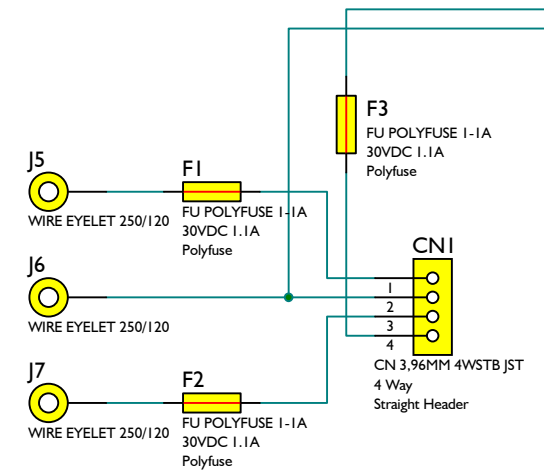 F3
FU POLYFUSE 1-1A
30VDC 1.1A
Polyfuse
J5
WIRE EYELET 250/120
F1
FU POLYFUSE 1-1A
30VDC 1.1A
Polyfuse
J6
WIRE EYELET 250/120
CN1
1
2
3
4
CN 3,96MM 4WSTB JST
4 Way
Straight Header
J7
WIRE EYELET 250/120
F2
FU POLYFUSE 1-1A
30VDC 1.1A
Polyfuse